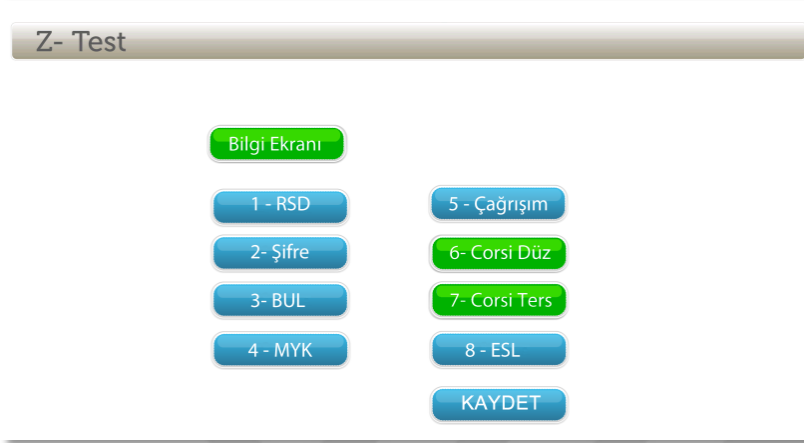 Z- Test
Bilgi Ekranı
1 - RSD
2- Şifre
3- BUL
4 - MYK
5 - Çağrışım
6- Corsi Düz
7- Corsi Ters
8 - ESL
KAYDET